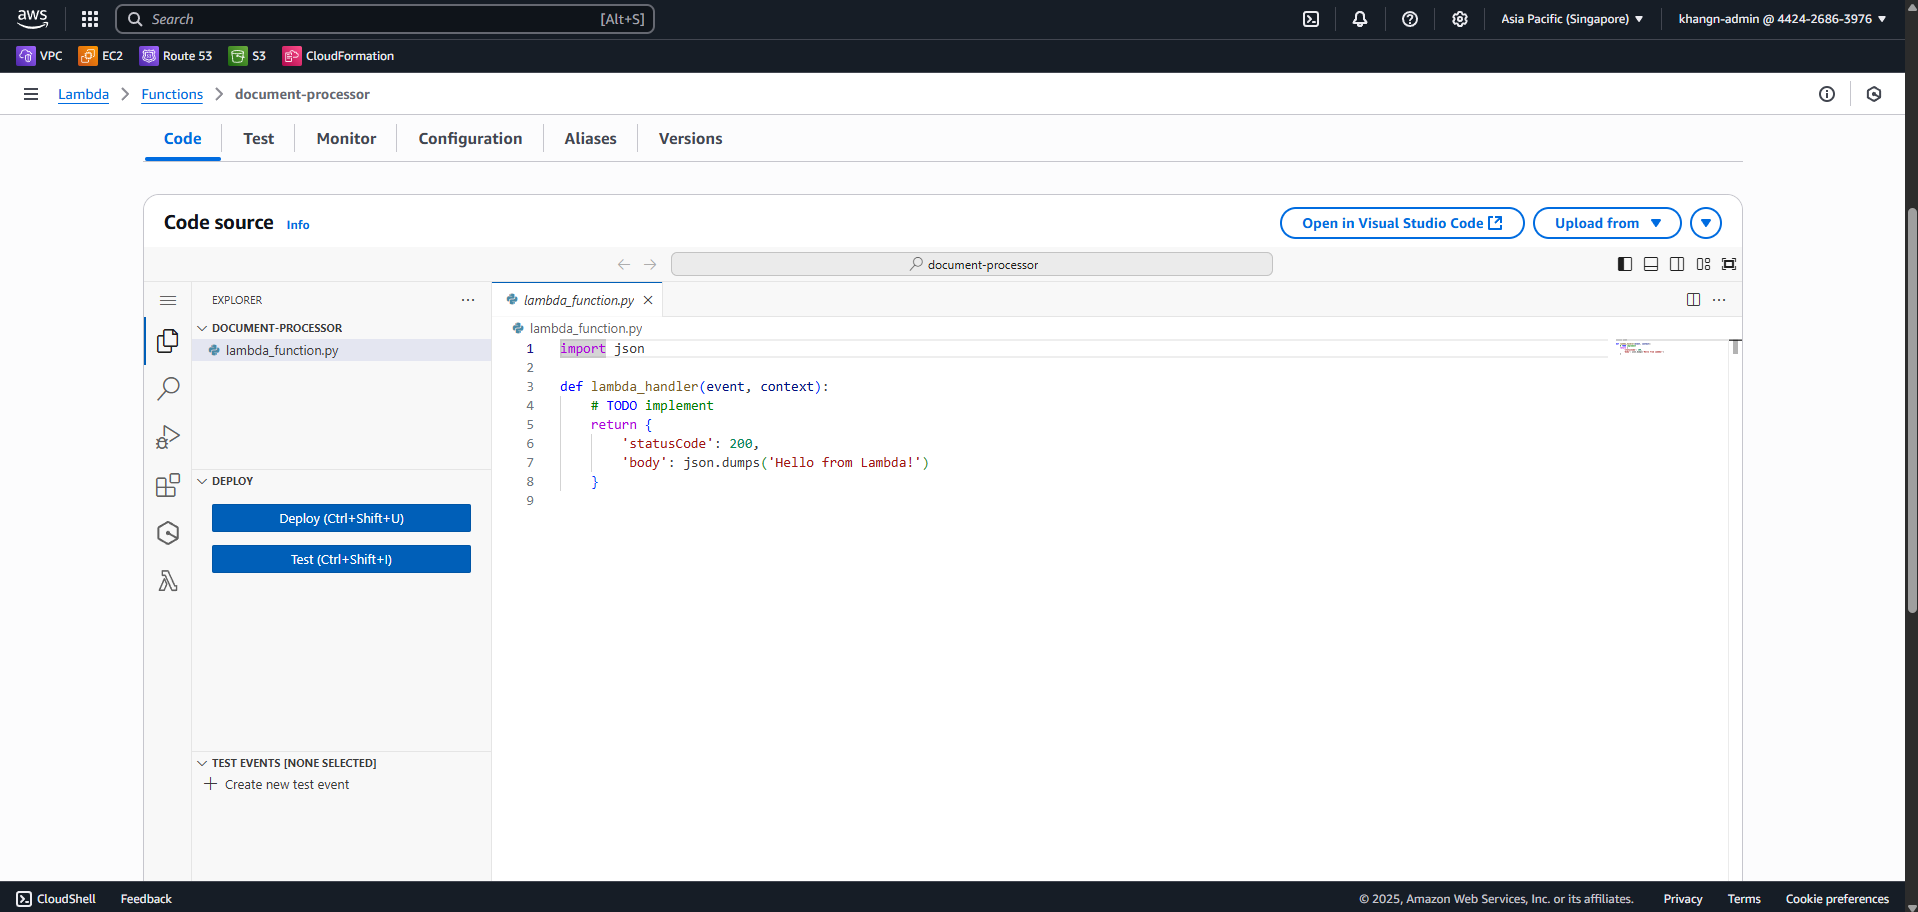 aws Search [Alt+S] Asia Pacific (Singapore) khangn-admin @ 4424-2686-3976
VPC EC2 Route 53 S3 CloudFormation
Lambda Functions document-processor
Code Test Monitor Configuration Aliases Versions
Code source Info Open in Visual Studio Code Upload from
document-processor
EXPLORER
DOCUMENT-PROCESSOR
lambda_function.py
DEPLOY
Deploy (Ctrl+Shift+U)
Test (Ctrl+Shift+I)
TEST EVENTS [NONE SELECTED]
Create new test event
lambda_function.py
lambda_function.py
1 import json
2
3 def lambda_handler(event, context):
4     # TODO implement
5     return {
6         'statusCode': 200,
7         'body': json.dumps('Hello from Lambda!')
8     }
9
CloudShell Feedback © 2025, Amazon Web Services, Inc. or its affiliates. Privacy Terms Cookie preferences